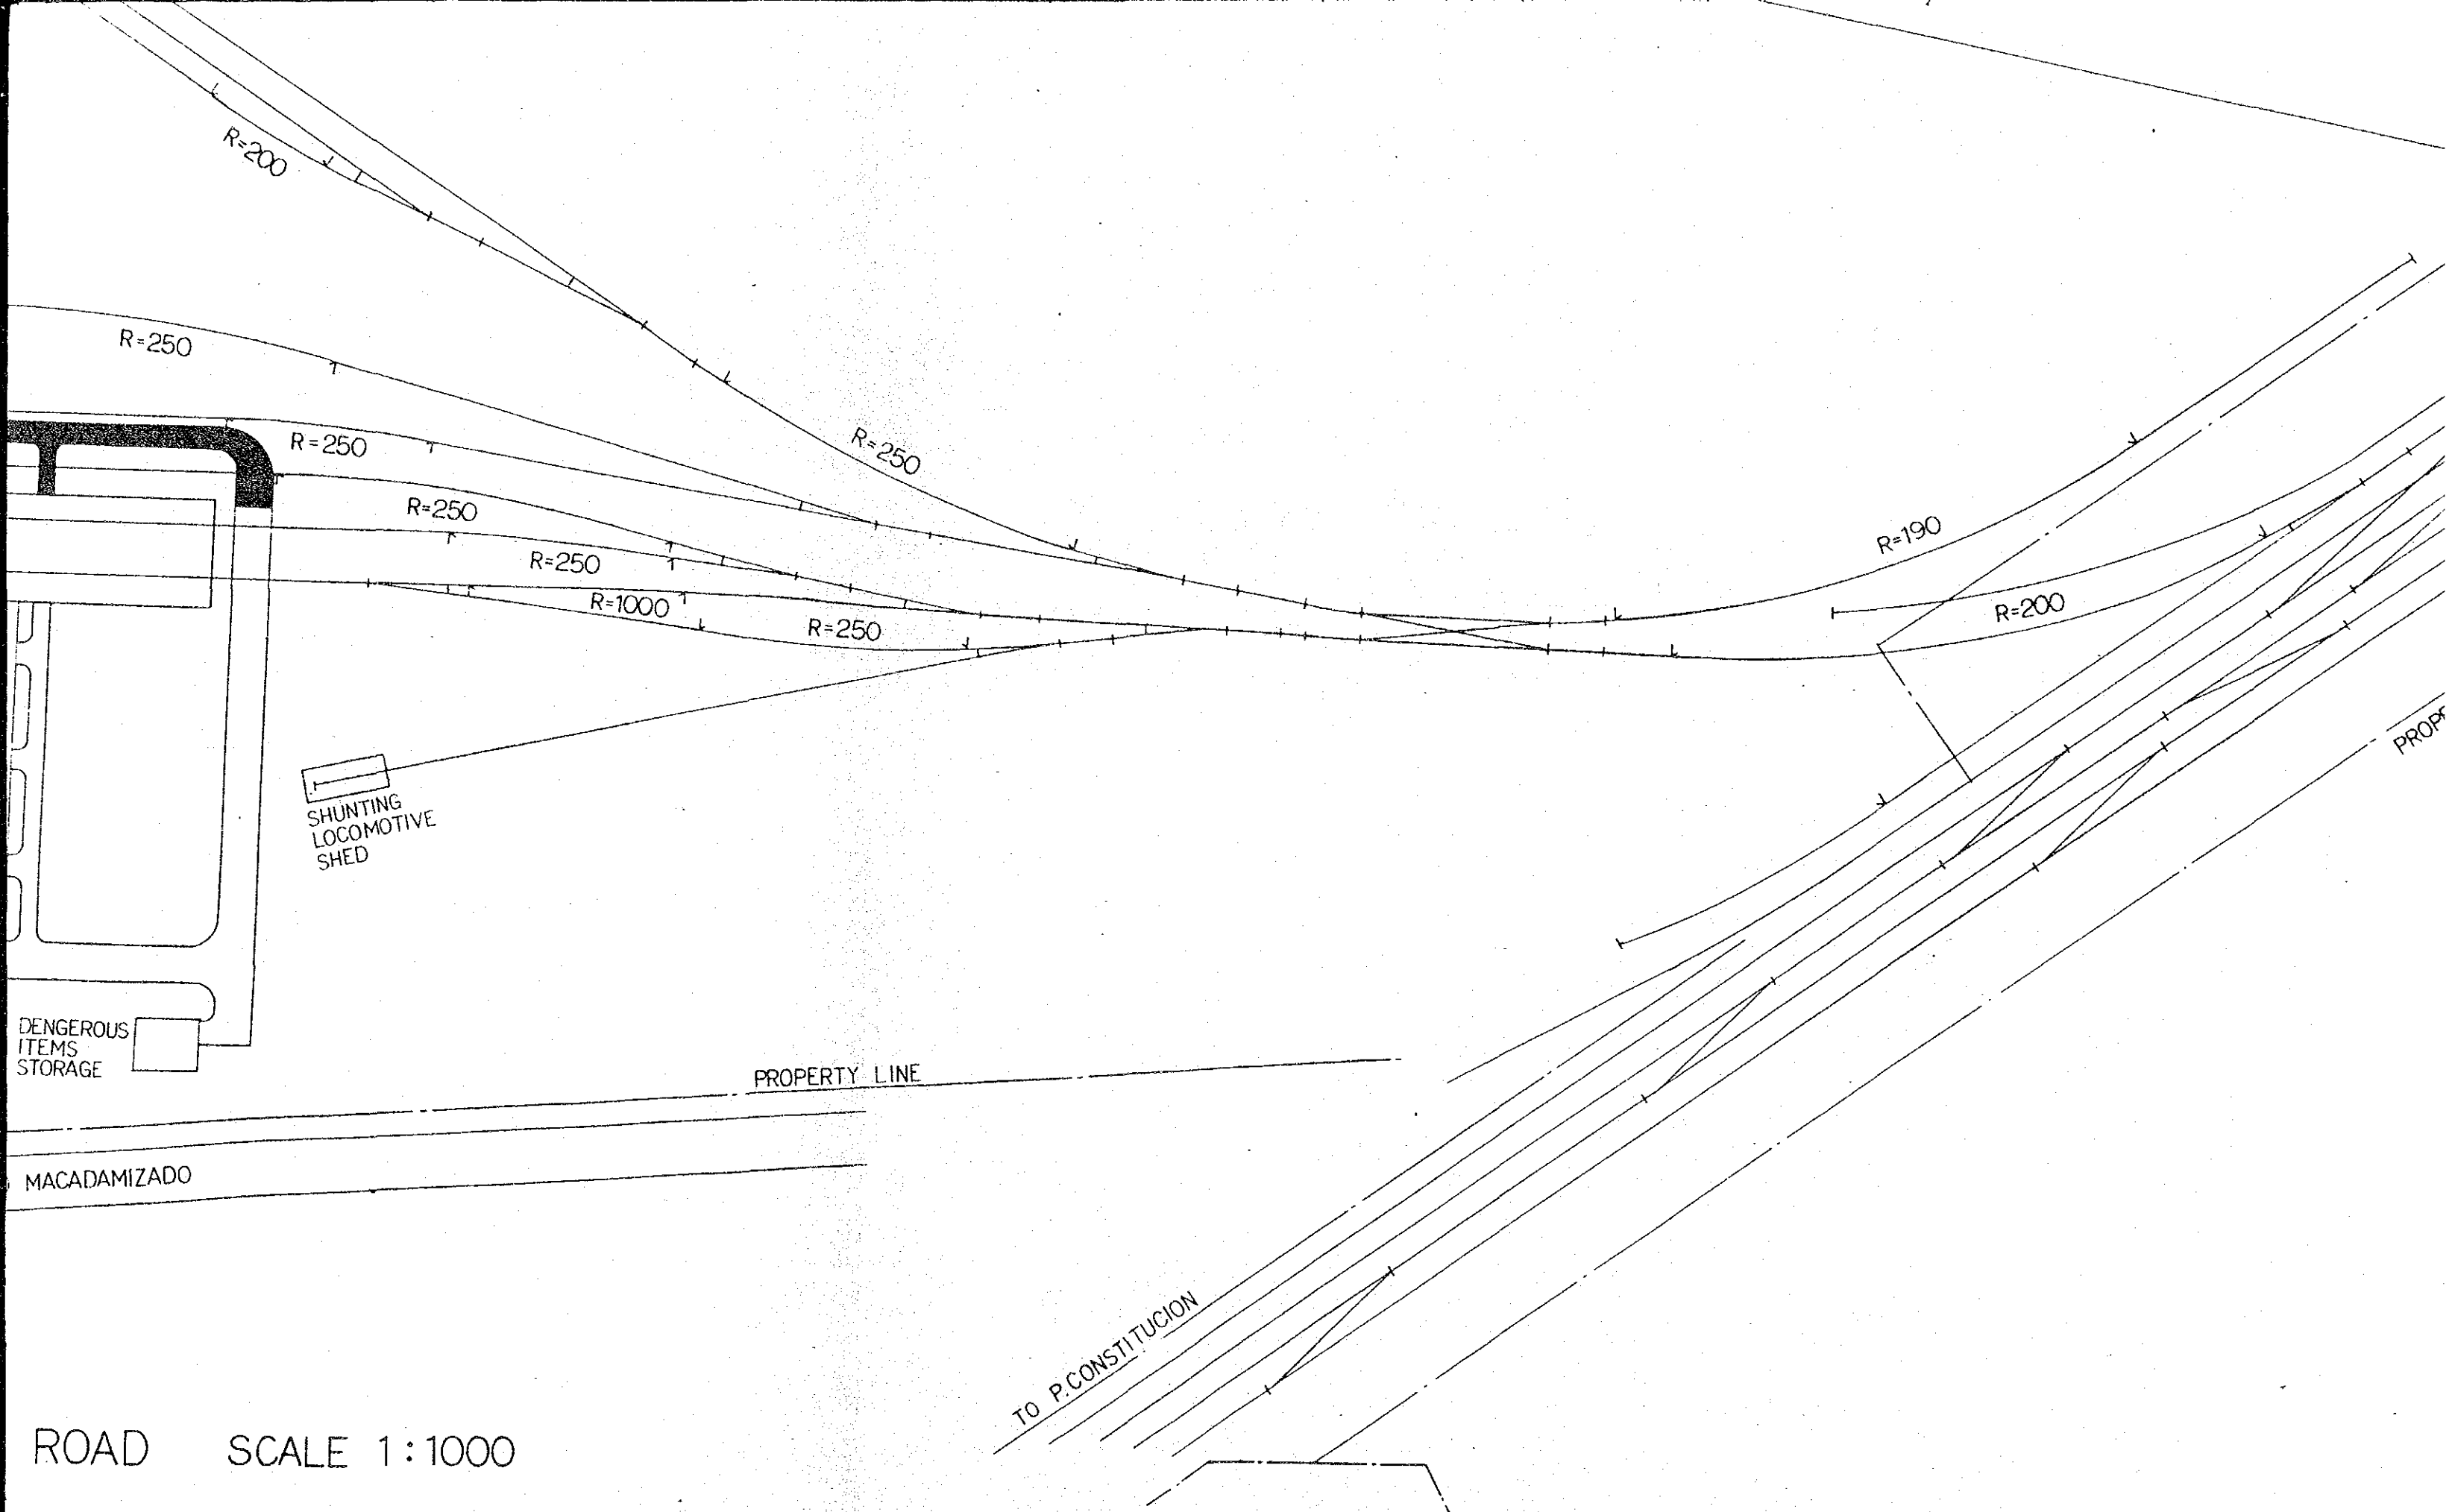 R=200
R=250
R=250
R=250
R=250
R=250
R=1000
R=250
R=190
R=200
SHUNTING
LOCOMOTIVE
SHED
DENGEROUS
ITEMS
STORAGE
PROPERTY LINE
MACADAMIZADO
PROPE
TO P.CONSTITUCION
ROAD SCALE 1:1000